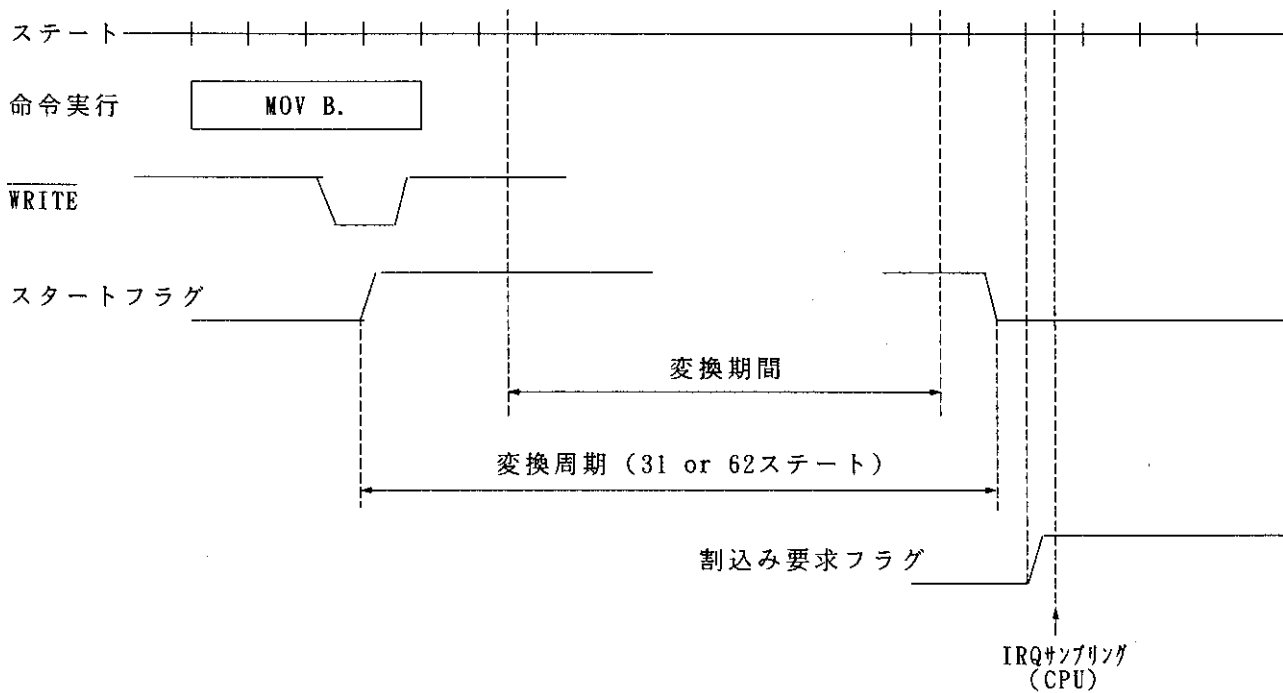 ステート
命令実行
MOV B.
WRITE
スタートフラグ
変換期間
変換周期（31 or 62ステート）
割込み要求フラグ
IRQサンプリング
(CPU)